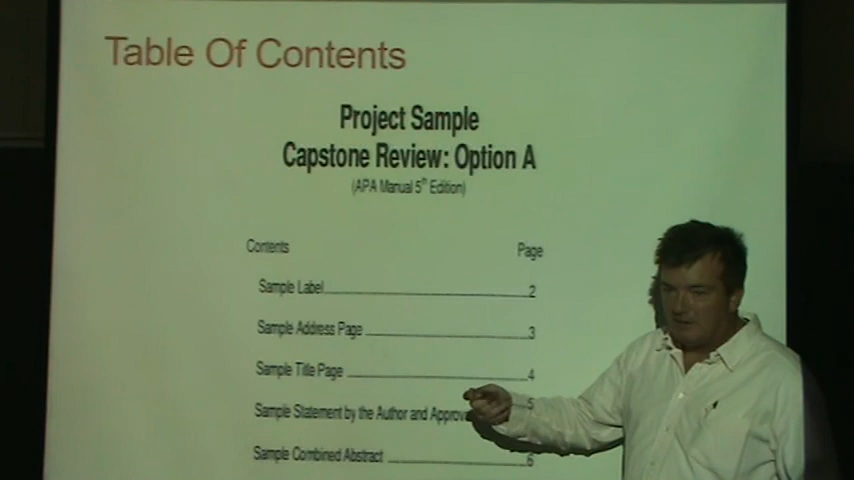 Table Of Contents
Project Sample
Capstone Review: Option A
(APA Manual 5th Edition)
Contents Page
Sample Label 2
Sample Address Page 3
Sample Title Page 4
Sample Statement by the Author and 5
Sample Combined Abstract 6